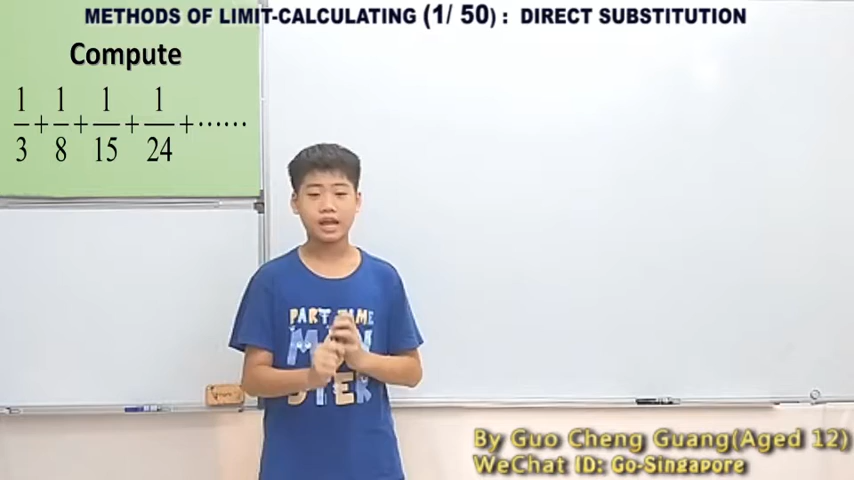 METHODS OF LIMIT-CALCULATING (1/ 50) : DIRECT SUBSTITUTION
Compute
1/3 + 1/8 + 1/15 + 1/24 + ······
PART TIME
By Guo Cheng Guang(Aged 12)
WeChat ID: Go-Singapore